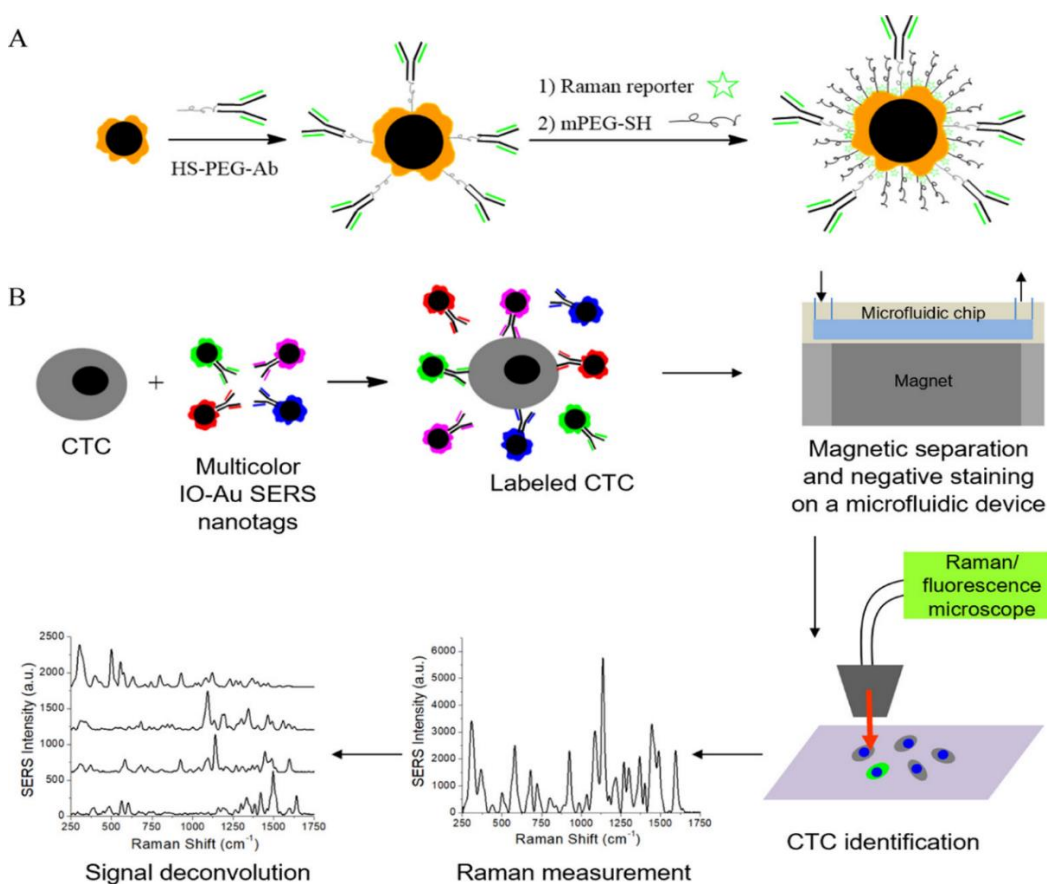 A
HS-PEG-Ab
1) Raman reporter
2) mPEG-SH
B
CTC
+
Multicolor
IO-Au SERS
nanotags
Labeled CTC
Microfluidic chip
Magnet
Magnetic separation
and negative staining
on a microfluidic device
Raman/
fluorescence
microscope
CTC identification
SERS Intensity (a.u.)
6000
5000
4000
3000
2000
1000
0
250 500 750 1000 1250 1500 1750
Raman Shift (cm⁻¹)
Raman measurement
SERS Intensity (a.u.)
2500
2000
1500
1000
500
0
250 500 750 1000 1250 1500 1750
Raman Shift (cm⁻¹)
Signal deconvolution